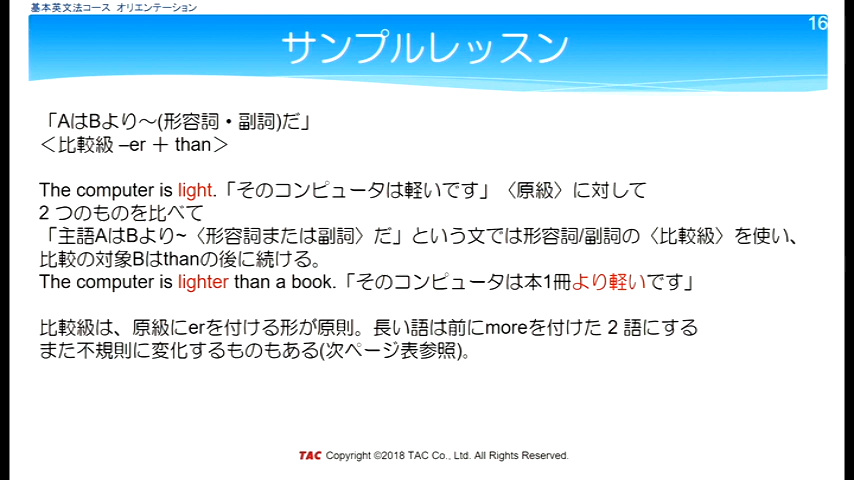 基本英文法コース オリエンテーション
16
サンプルレッスン
「AはBより～(形容詞・副詞)だ」
＜比較級 –er ＋ than＞
The computer is light.「そのコンピュータは軽いです」〈原級〉に対して
2 つのものを比べて
「主語AはBより~〈形容詞または副詞〉だ」という文では形容詞/副詞の〈比較級〉を使い、
比較の対象Bはthanの後に続ける。
The computer is lighter than a book.「そのコンピュータは本1冊より軽いです」
比較級は、原級にerを付ける形が原則。長い語は前にmoreを付けた 2 語にする
また不規則に変化するものもある(次ページ表参照)。
TAC Copyright ©2018 TAC Co., Ltd. All Rights Reserved.